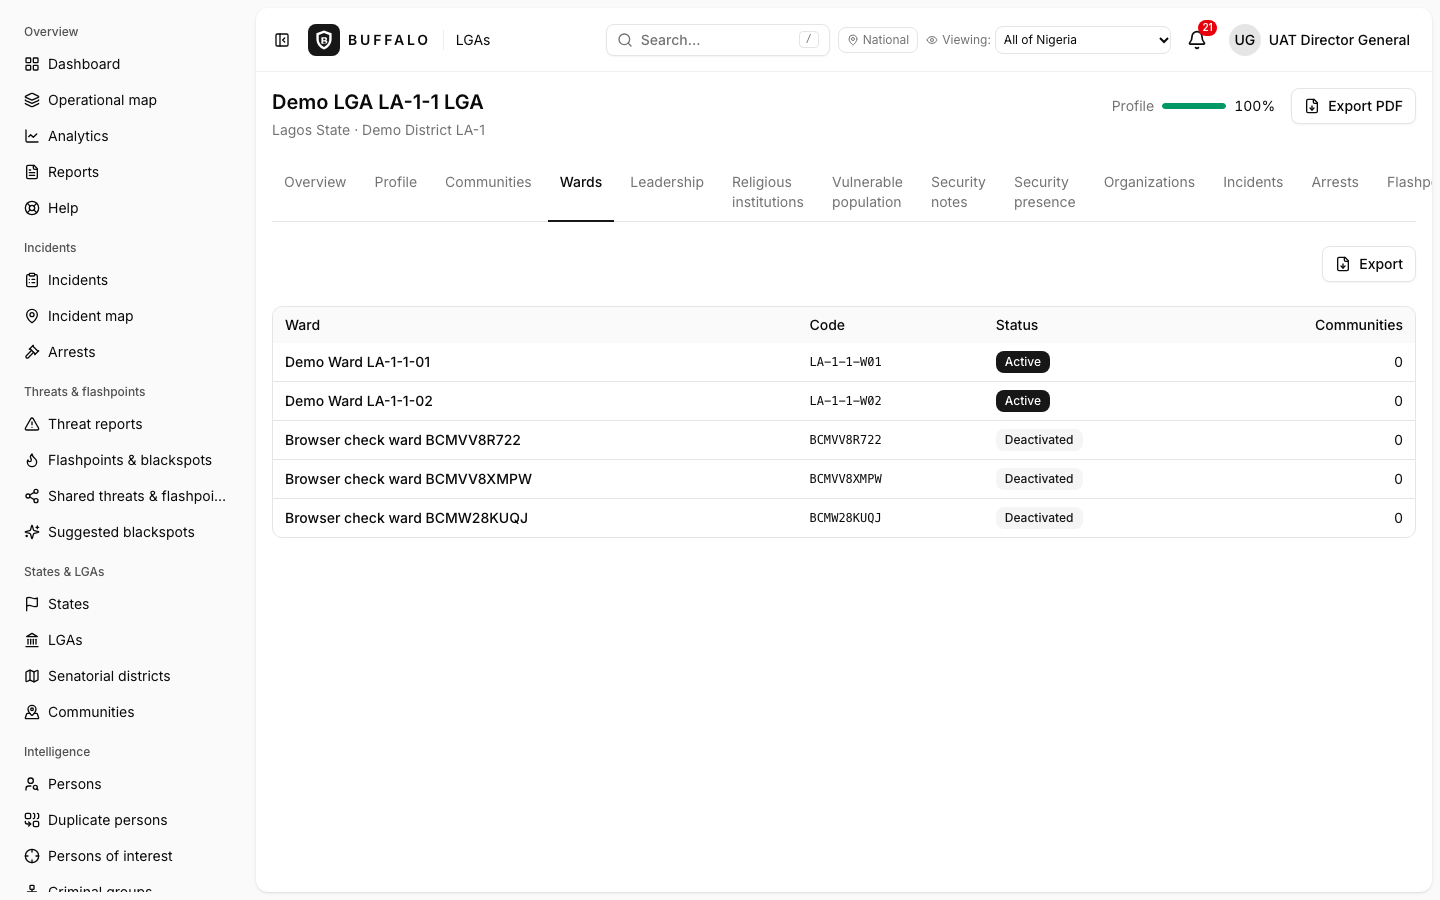 Overview
Dashboard
Operational map
Analytics
Reports
Help
Incidents
Incidents
Incident map
Arrests
Threats & flashpoints
Threat reports
Flashpoints & blackspots
Shared threats & flashpoi...
Suggested blackspots
States & LGAs
States
LGAs
Senatorial districts
Communities
Intelligence
Persons
Duplicate persons
Persons of interest
Criminal groups
BUFFALO LGAs
Search... /
National
Viewing: All of Nigeria
21
UG UAT Director General
Demo LGA LA-1-1 LGA
Lagos State · Demo District LA-1
Profile 100%
Export PDF
Overview
Profile
Communities
Wards
Leadership
Religious
institutions
Vulnerable
population
Security
notes
Security
presence
Organizations
Incidents
Arrests
Flashp
Export
Ward Code Status Communities
Demo Ward LA-1-1-01 LA-1-1-W01 Active 0
Demo Ward LA-1-1-02 LA-1-1-W02 Active 0
Browser check ward BCMVV8R722 BCMVV8R722 Deactivated 0
Browser check ward BCMVV8XMPW BCMVV8XMPW Deactivated 0
Browser check ward BCMW28KUQJ BCMW28KUQJ Deactivated 0